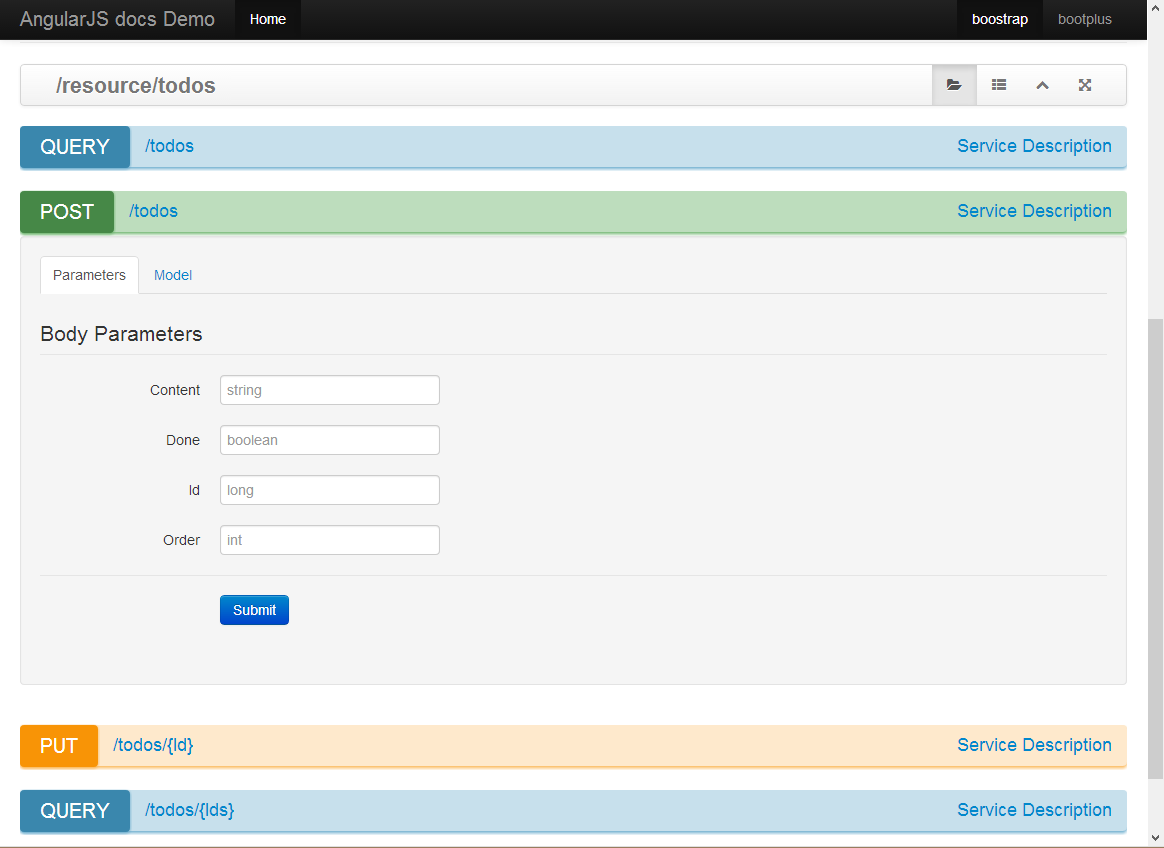 AngularJS docs Demo Home boostrap bootplus
/resource/todos
QUERY /todos Service Description
POST /todos Service Description
Parameters Model
Body Parameters
Content string
Done boolean
Id long
Order int
Submit
PUT /todos/{Id} Service Description
QUERY /todos/{Ids} Service Description